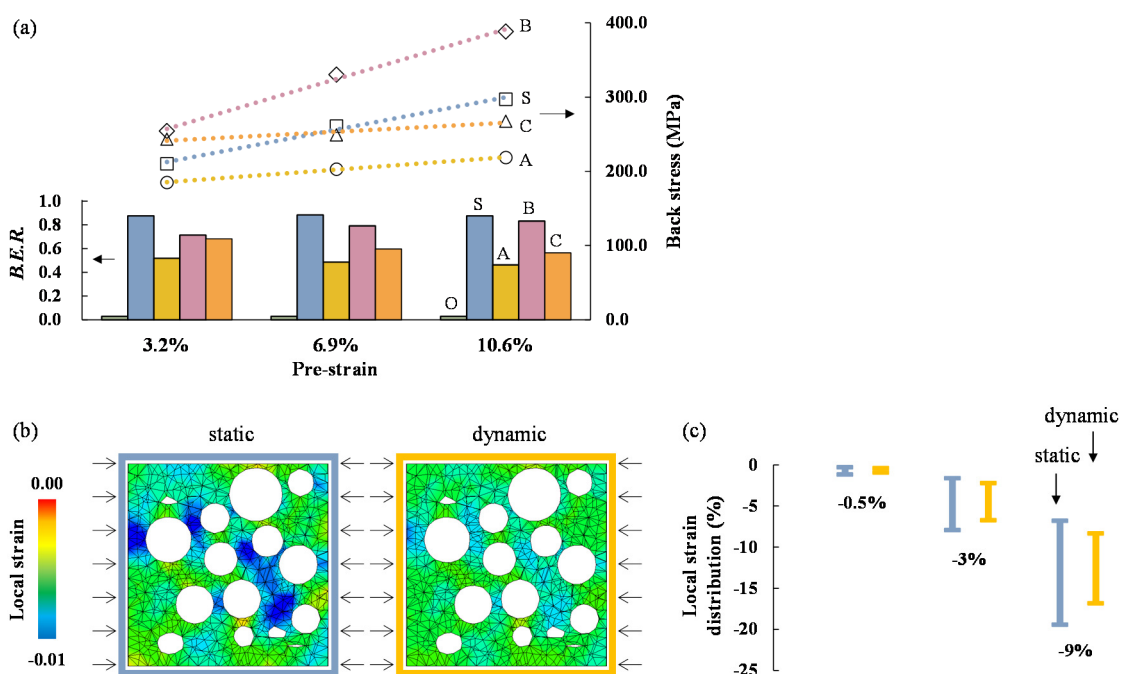 (a)
B
S
C
A
400.0
300.0
200.0
100.0
0.0
Back stress (MPa)
1.0
0.8
0.6
0.4
0.2
0.0
B.E.R.
O
S
A
B
C
3.2%
6.9%
10.6%
Pre-strain
(b)
static
dynamic
0.00
-0.01
Local strain
(c)
dynamic
static
0
-5
-10
-15
-20
-25
Local strain
distribution (%)
-0.5%
-3%
-9%